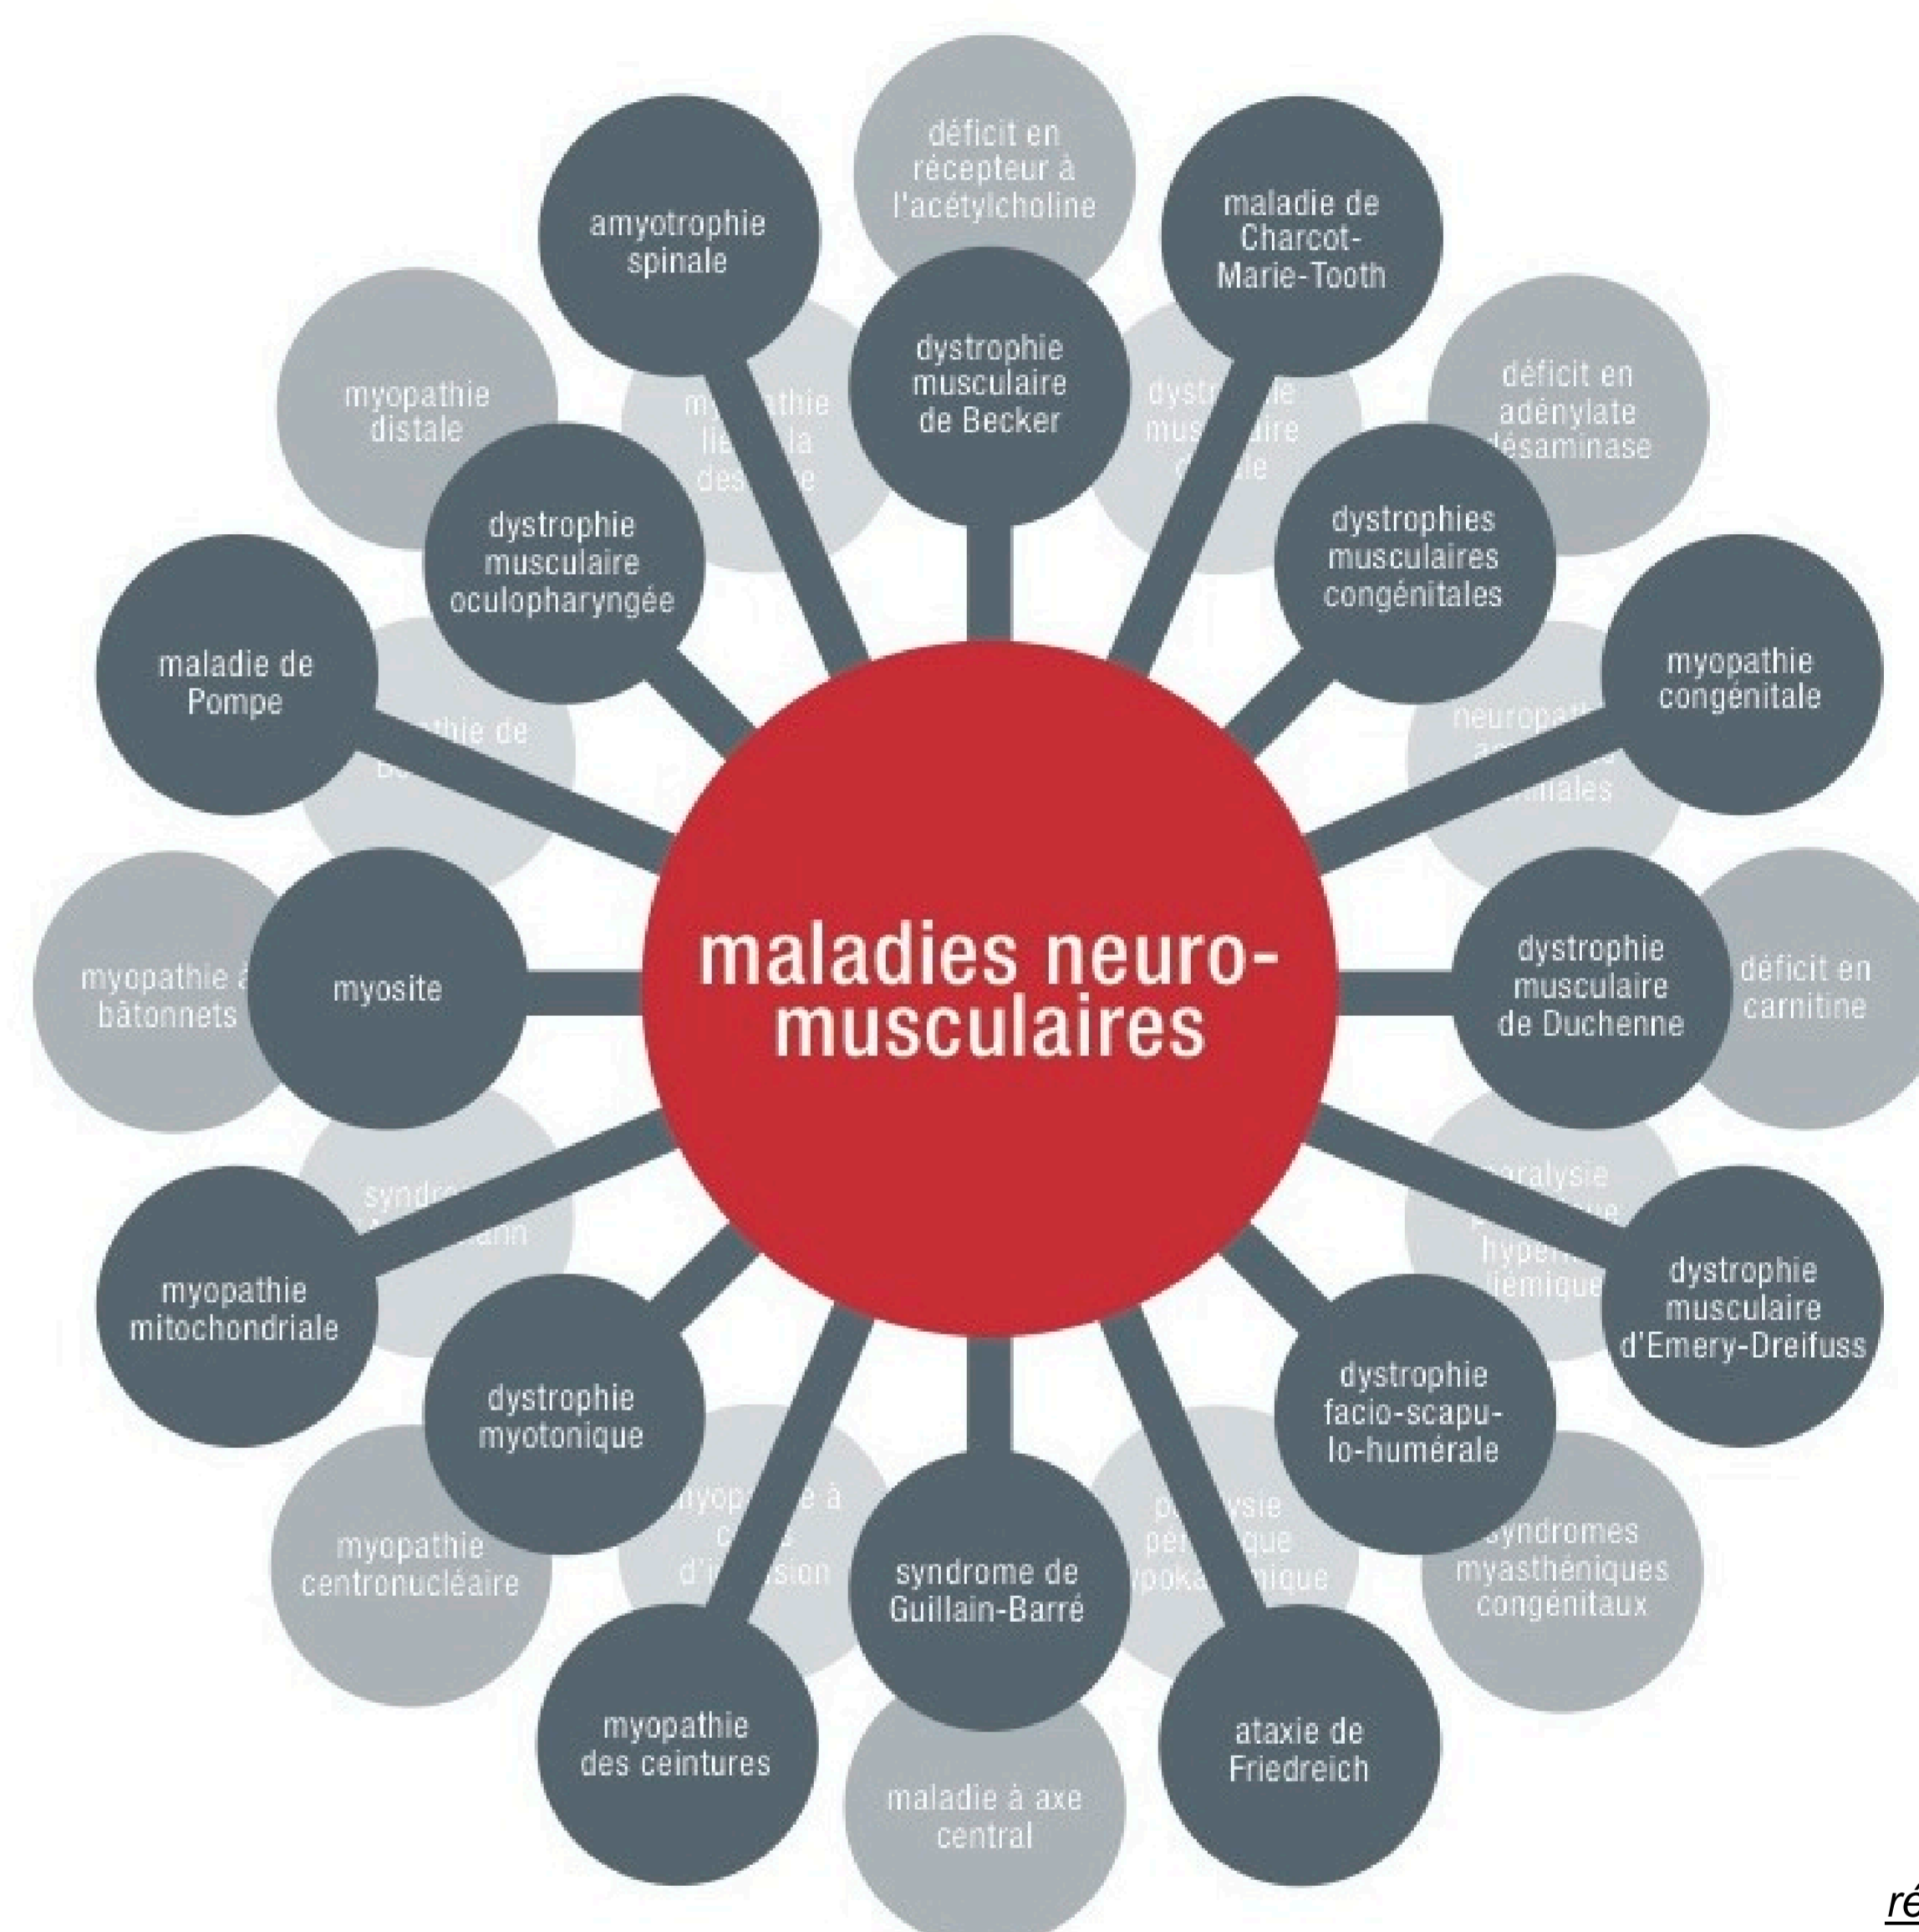 déficit en
récepteur à
l'acétylcholine
amyotrophie
spinale
maladie de
Charcot-
Marie-Tooth
dystrophie
musculaire
de Becker
myopathie
distale
déficit en
adénylate
désaminase
dystrophie
musculaire
oculopharyngée
dystrophies
musculaires
congénitales
maladie de
Pompe
myopathie
congénitale
de
myopathie à
bâtonnets
myosite
maladies neuro-
musculaires
dystrophie
musculaire
de Duchenne
déficit en
carnitine
paralysie
myopathie
mitochondriale
dystrophie
musculaire
d'Emery-Dreifuss
dystrophie
myotonique
dystrophie
facio-scapu-
lo-humérale
myopathie
centronucléaire
syndrome de
Guillain-Barré
syndromes
myasthéniques
congénitaux
myopathie
des ceintures
ataxie de
Friedreich
maladie à axe
central